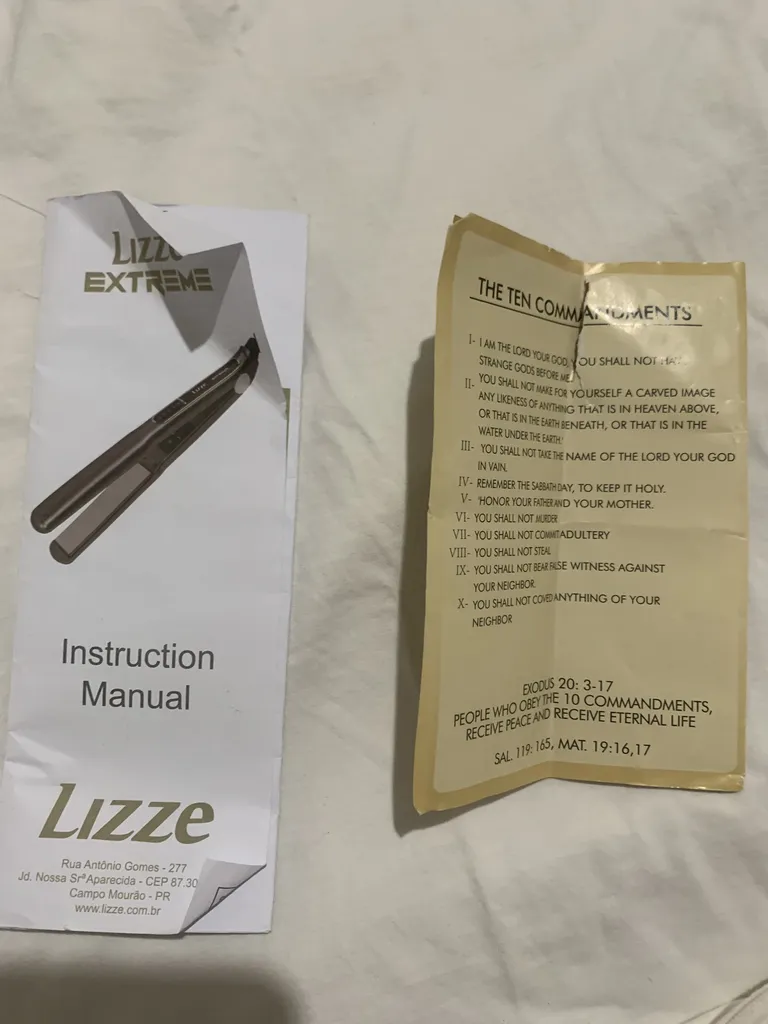 LIZZE
EXTREME
Instruction
Manual
LIZZE
Rua Antônio Gomes - 277
Jd. Nossa Srª Aparecida - CEP 87.30
Campo Mourão - PR
www.lizze.com.br
THE TEN COMMANDMENTS
I- I AM THE LORD YOUR GOD, YOU SHALL NOT
STRANGE GODS BEFORE ME
II- YOU SHALL NOT MAKE FOR YOURSELF A CARVED IMAGE
ANY LIKENESS OF ANYTHING THAT IS IN HEAVEN ABOVE,
OR THAT IS IN THE EARTH BENEATH, OR THAT IS IN THE
WATER UNDER THE EARTH.'
III- YOU SHALL NOT TAKE THE NAME OF THE LORD YOUR GOD
IN VAIN.
IV- REMEMBER THE SABBATH DAY, TO KEEP IT HOLY.
V- 'HONOR YOUR FATHER AND YOUR MOTHER.
VI- YOU SHALL NOT MURDER
VII- YOU SHALL NOT COMMIT ADULTERY
VIII- YOU SHALL NOT STEAL
IX- YOU SHALL NOT BEAR FALSE WITNESS AGAINST
YOUR NEIGHBOR.
X- YOU SHALL NOT ANYTHING OF YOUR
NEIGHBOR
EXODUS 20: 3-17
PEOPLE WHO OBEY THE 10 COMMANDMENTS,
RECEIVE PEACE AND RECEIVE ETERNAL LIFE
SAL. 119: 165, MAT. 19:16,17